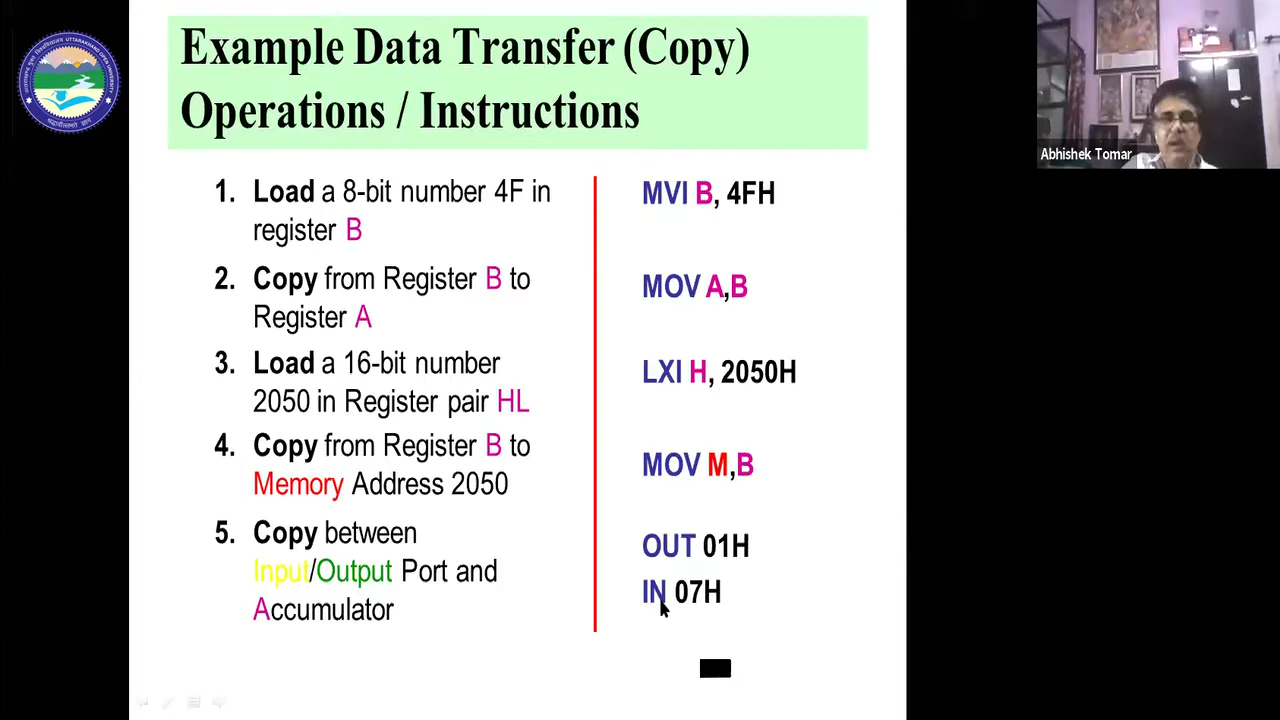 Example Data Transfer (Copy)
Operations / Instructions
Abhishek Tomar
1. Load a 8-bit number 4F in
register B
MVI B, 4FH
2. Copy from Register B to
Register A
MOV A,B
3. Load a 16-bit number
2050 in Register pair HL
LXI H, 2050H
4. Copy from Register B to
Memory Address 2050
MOV M,B
5. Copy between
Input/Output Port and
Accumulator
OUT 01H
IN 07H